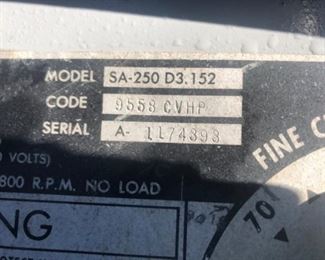 MODEL SA-250 D3.152
CODE 9558 CVHP
SERIAL A-1174393
VOLTS)
800 R.P.M. NO LOAD
NG
FINE C
70